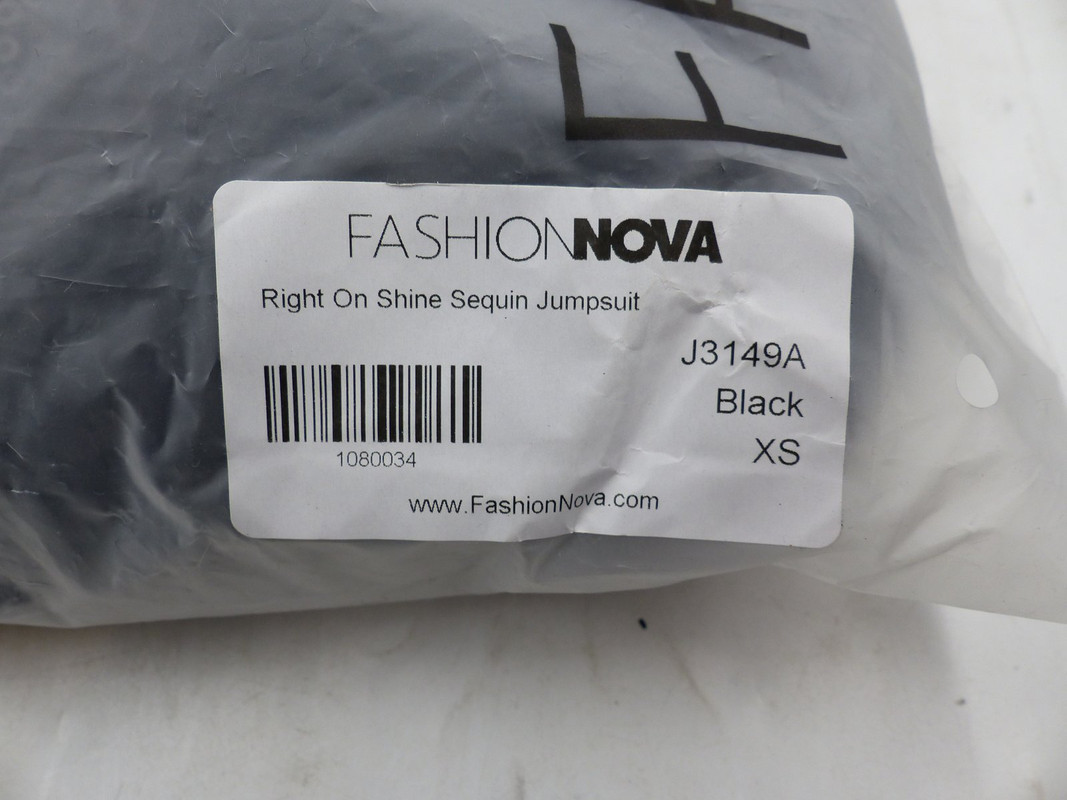 FASHIONNOVA
Right On Shine Sequin Jumpsuit
J3149A
Black
XS
1080034
www.FashionNova.com